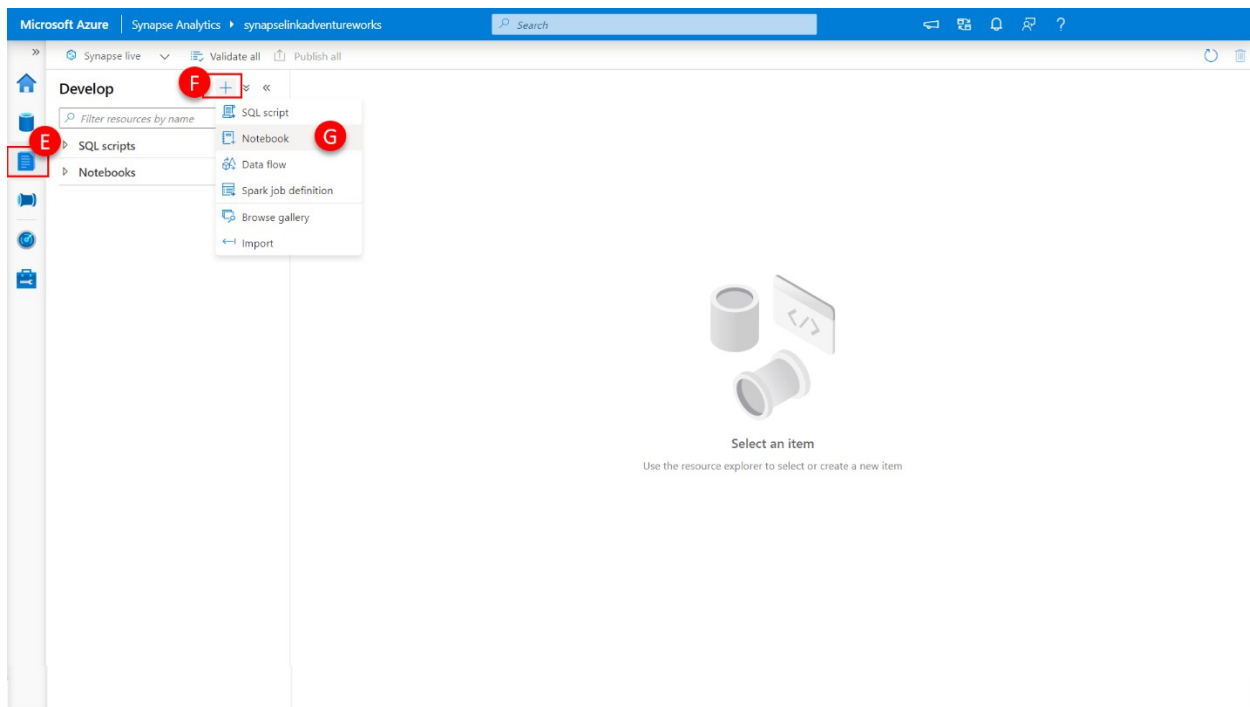 Microsoft Azure Synapse Analytics synapselinkadventureworks Search ?
Synapse live Validate all Publish all
Develop F
Filter resources by name
E
SQL scripts
Notebooks
SQL script
Notebook G
Data flow
Spark job definition
Browse gallery
Import
</>
Select an item
Use the resource explorer to select or create a new item